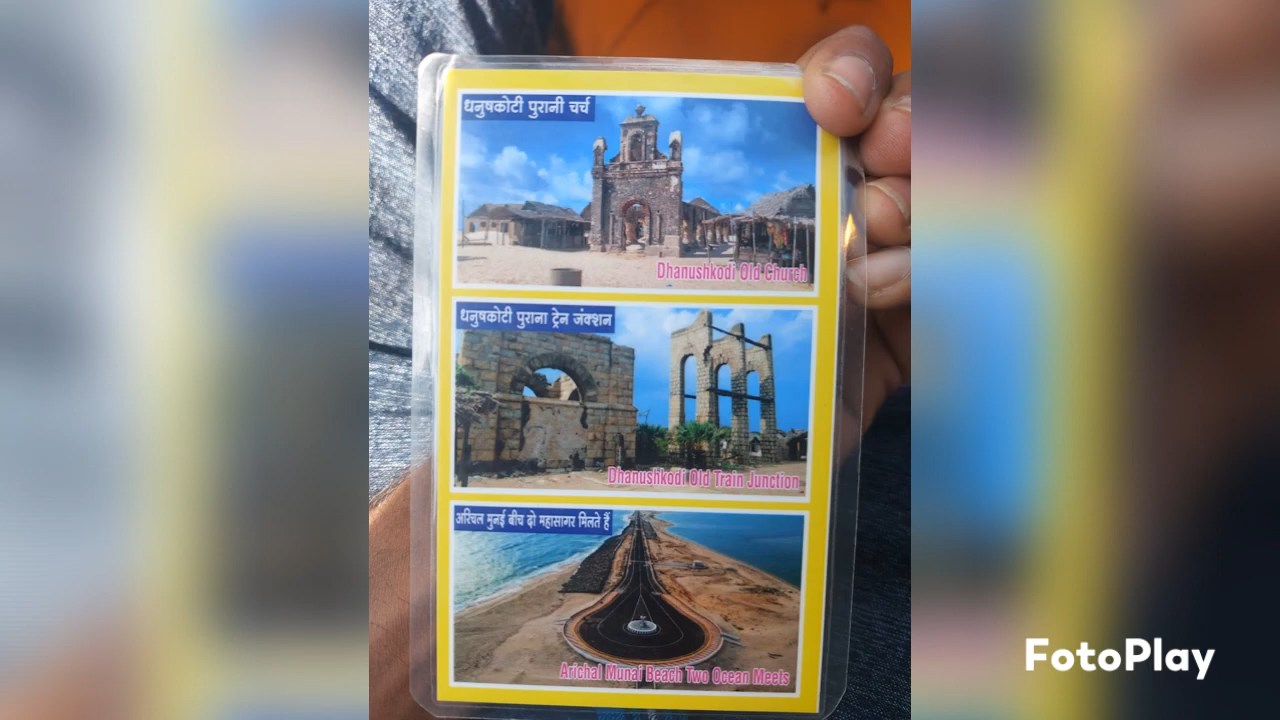 धनुषकोटी पुरानी चर्च
Dhanushkodi Old Church
धनुषकोटी पुराना ट्रेन जंक्शन
Dhanushkodi Old Train Junction
अरिचल मुनई बीच दो महासागर मिलते हैं
Arichal Munai Beach Two Ocean Meets
FotoPlay